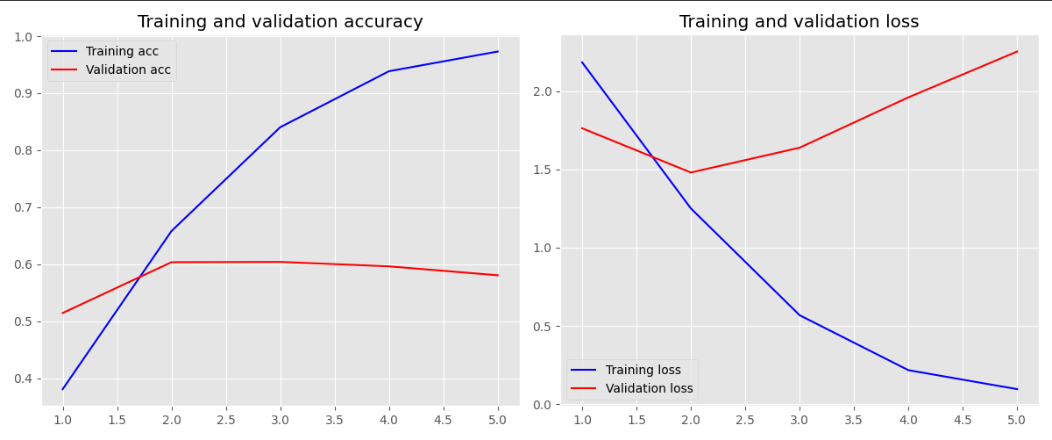 Training and validation accuracy
1.0
0.9
0.8
0.7
0.6
0.5
0.4
Training acc
Validation acc
1.0 1.5 2.0 2.5 3.0 3.5 4.0 4.5 5.0
Training and validation loss
2.0
1.5
1.0
0.5
0.0
Training loss
Validation loss
1.0 1.5 2.0 2.5 3.0 3.5 4.0 4.5 5.0